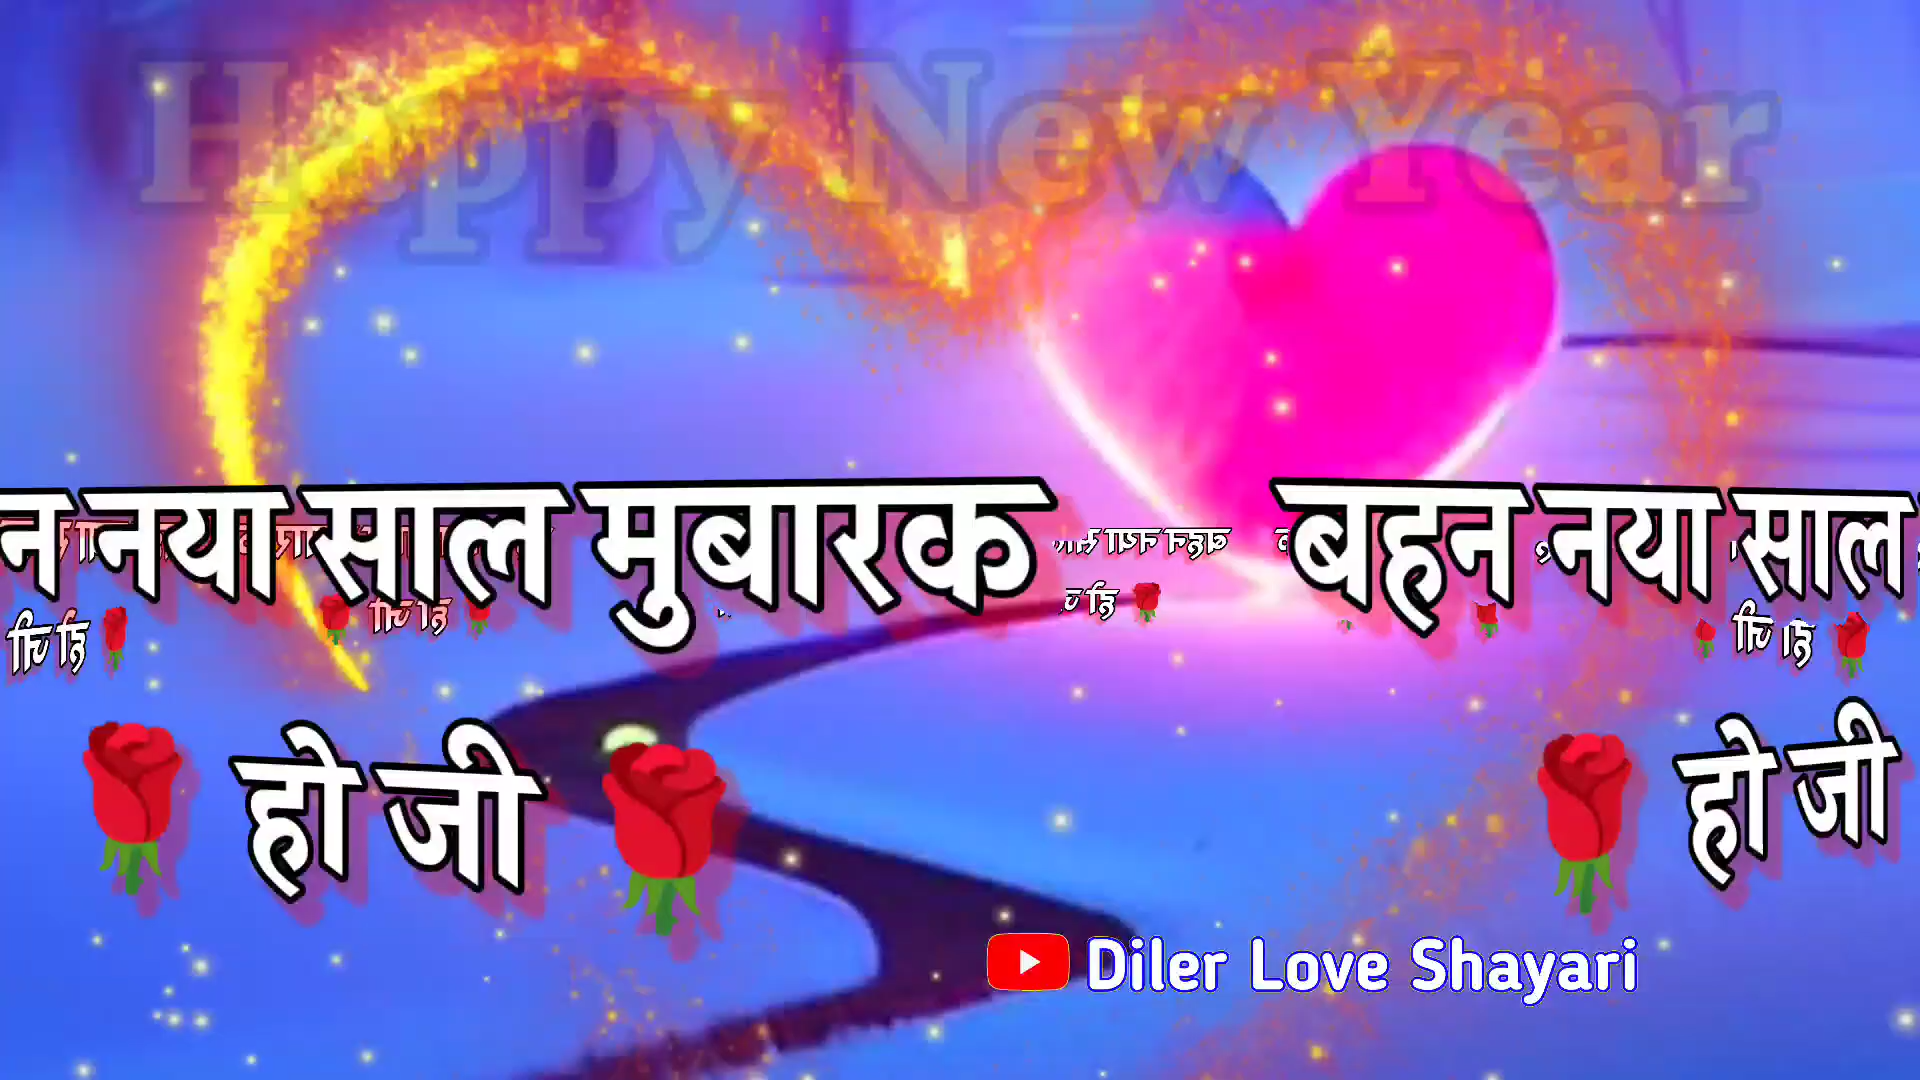 Happy New Year
न नया साल मुबारक बहन नया साल
🌹 हो जी 🌹 🌹 हो जी
Diler Love Shayari